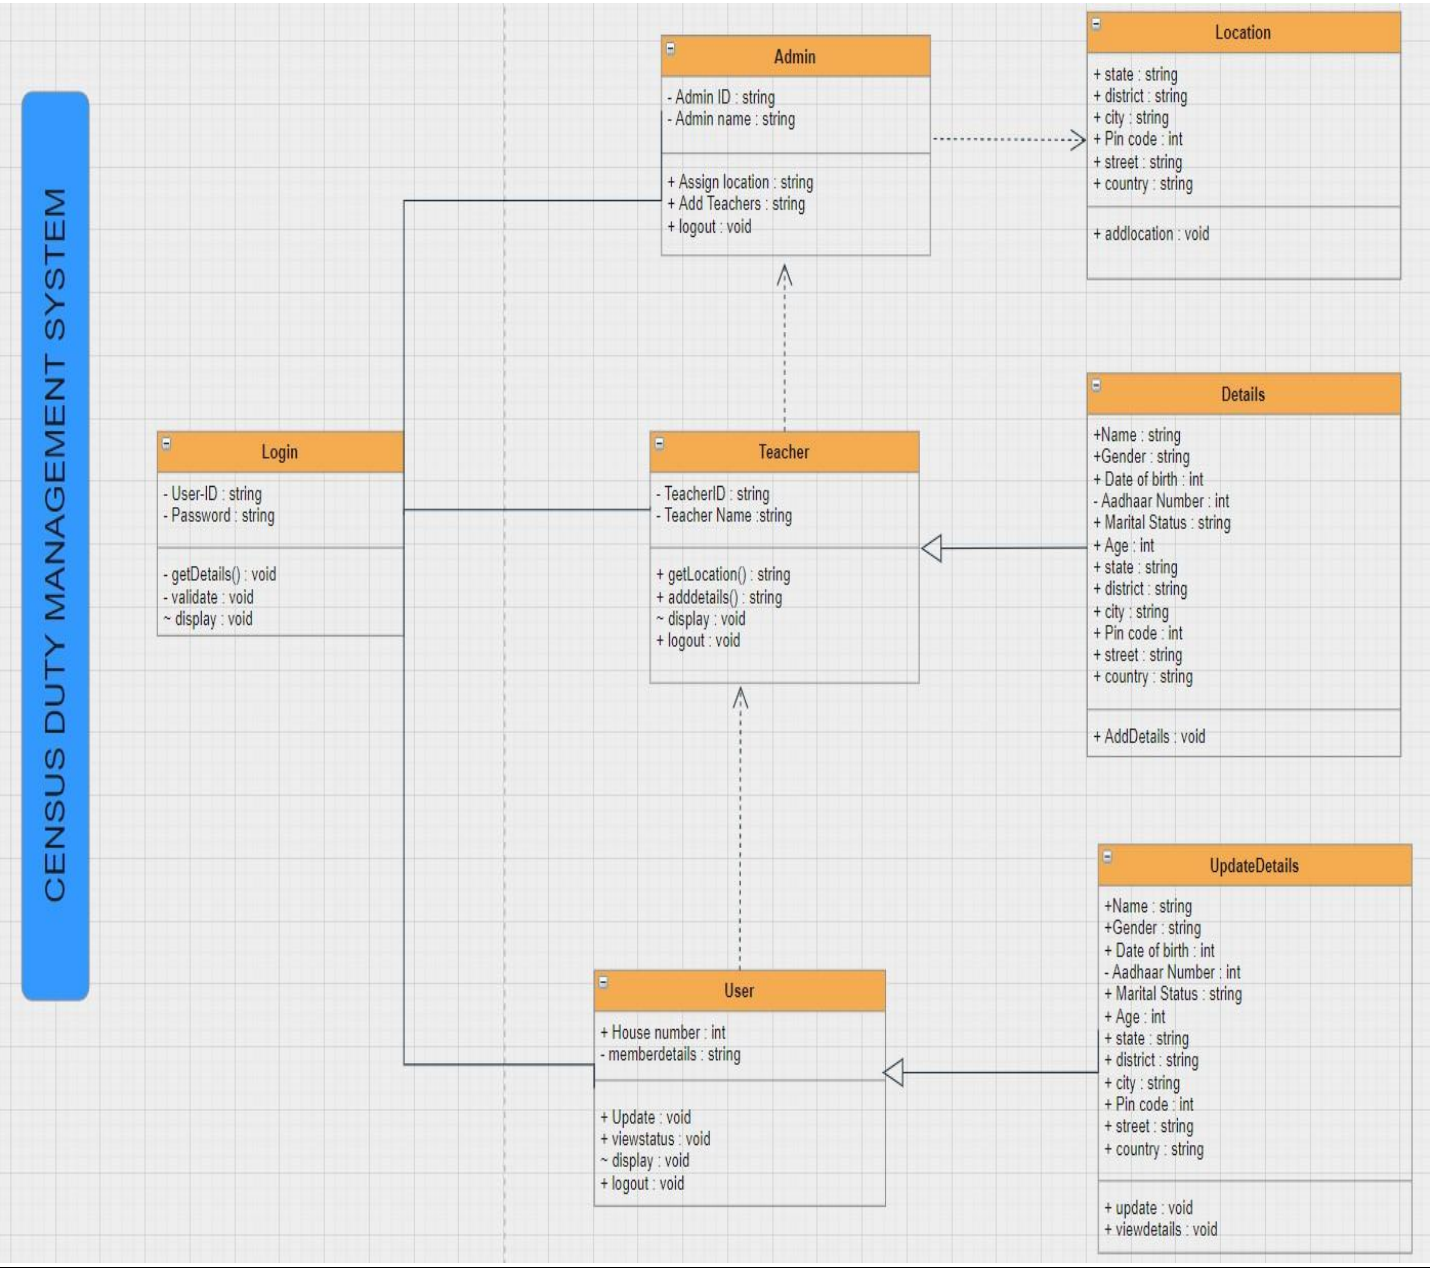 CENSUS DUTY MANAGEMENT SYSTEM
Admin
- Admin ID : string
- Admin name : string
+ Assign location : string
+ Add Teachers : string
+ logout : void
Location
+ state : string
+ district : string
+ city : string
+ Pin code : int
+ street : string
+ country : string
+ addlocation : void
Login
- User-ID : string
- Password : string
- getDetails() : void
- validate : void
~ display : void
Teacher
- TeacherID : string
- Teacher Name :string
+ getLocation() : string
+ adddetails() : string
~ display : void
+ logout : void
Details
+Name : string
+Gender : string
+ Date of birth : int
- Aadhaar Number : int
+ Marital Status : string
+ Age : int
+ state : string
+ district : string
+ city : string
+ Pin code : int
+ street : string
+ country : string
+ AddDetails : void
User
+ House number : int
- memberdetails : string
+ Update : void
+ viewstatus : void
~ display : void
+ logout : void
UpdateDetails
+Name : string
+Gender : string
+ Date of birth : int
- Aadhaar Number : int
+ Marital Status : string
+ Age : int
+ state : string
+ district : string
+ city : string
+ Pin code : int
+ street : string
+ country : string
+ update : void
+ viewdetails : void